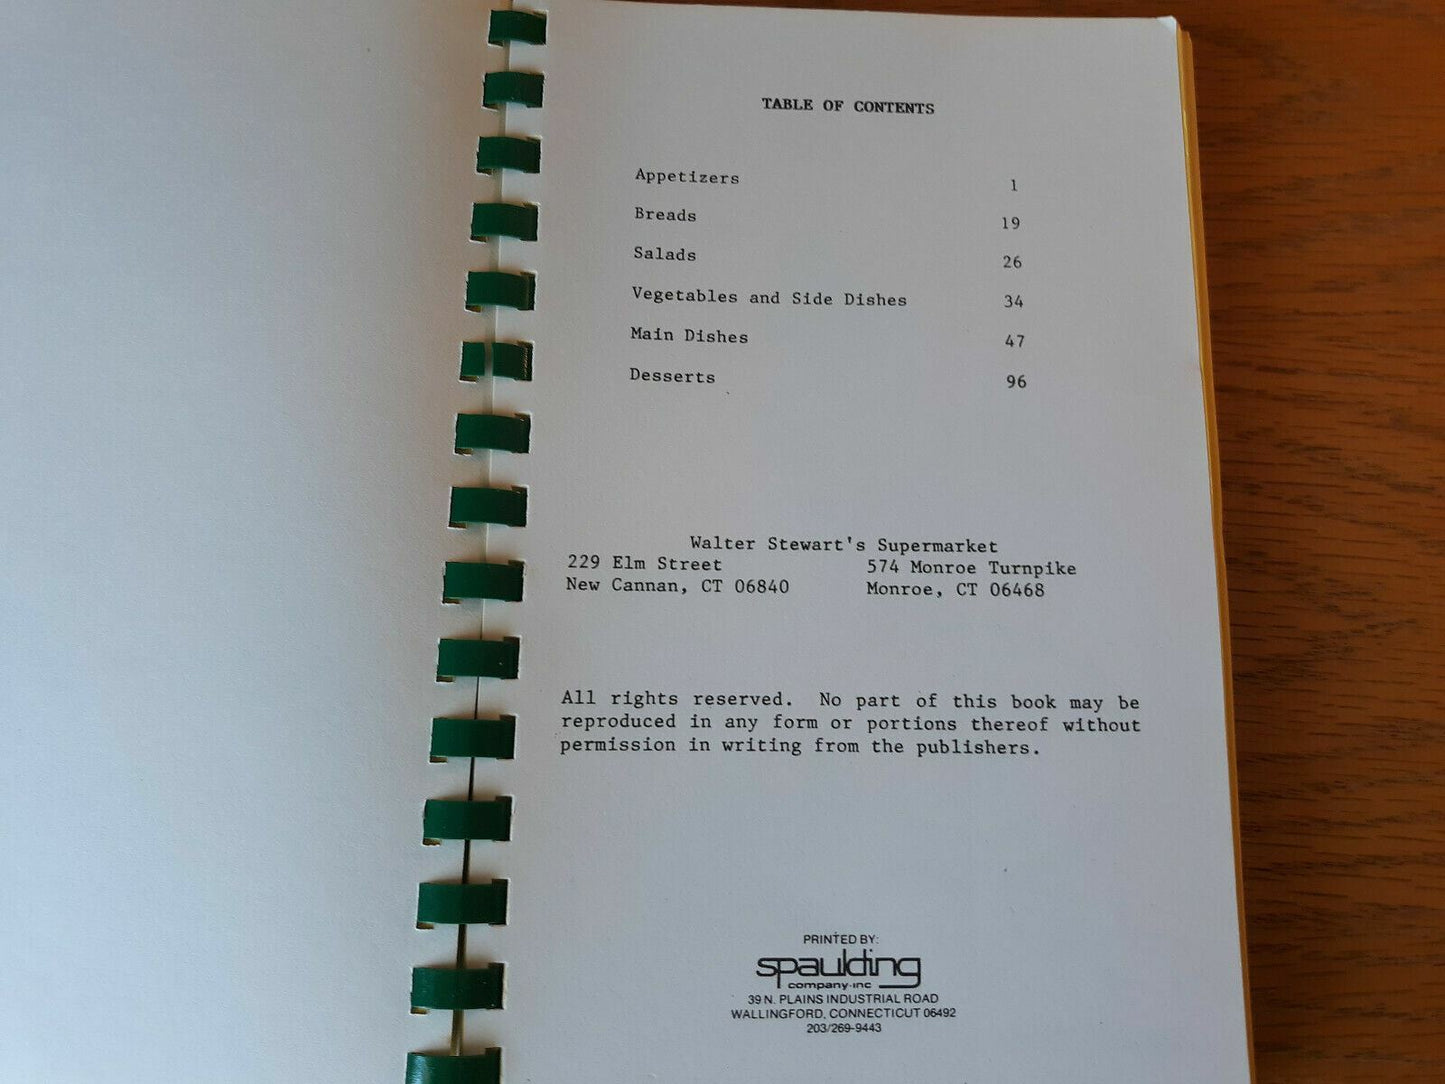 TABLE OF CONTENTS
Appetizers 1
Breads 19
Salads 26
Vegetables and Side Dishes 34
Main Dishes 47
Desserts 96
Walter Stewart's Supermarket
229 Elm Street 574 Monroe Turnpike
New Cannan, CT 06840 Monroe, CT 06468
All rights reserved. No part of this book may be
reproduced in any form or portions thereof without
permission in writing from the publishers.
PRINTED BY:
spaulding
company·inc
39 N. PLAINS INDUSTRIAL ROAD
WALLINGFORD, CONNECTICUT 06492
203/269-9443